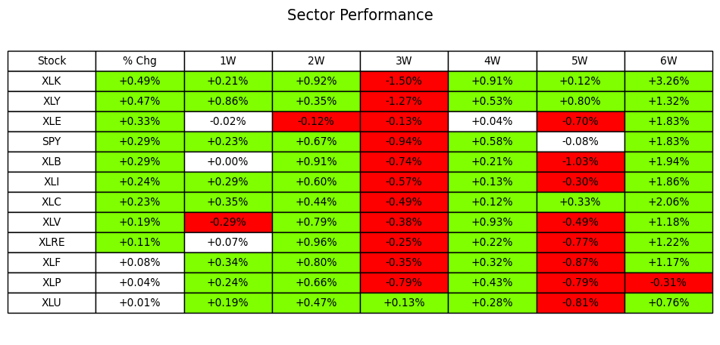 Sector Performance
Stock % Chg 1W 2W 3W 4W 5W 6W
XLK +0.49% +0.21% +0.92% -1.50% +0.91% +0.12% +3.26%
XLY +0.47% +0.86% +0.35% -1.27% +0.53% +0.80% +1.32%
XLE +0.33% -0.02% -0.12% -0.13% +0.04% -0.70% +1.83%
SPY +0.29% +0.23% +0.67% -0.94% +0.58% -0.08% +1.83%
XLB +0.29% +0.00% +0.91% -0.74% +0.21% -1.03% +1.94%
XLI +0.24% +0.29% +0.60% -0.57% +0.13% -0.30% +1.86%
XLC +0.23% +0.35% +0.44% -0.49% +0.12% +0.33% +2.06%
XLV +0.19% -0.29% +0.79% -0.38% +0.93% -0.49% +1.18%
XLRE +0.11% +0.07% +0.96% -0.25% +0.22% -0.77% +1.22%
XLF +0.08% +0.34% +0.80% -0.35% +0.32% -0.87% +1.17%
XLP +0.04% +0.24% +0.66% -0.79% +0.43% -0.79% -0.31%
XLU +0.01% +0.19% +0.47% +0.13% +0.28% -0.81% +0.76%